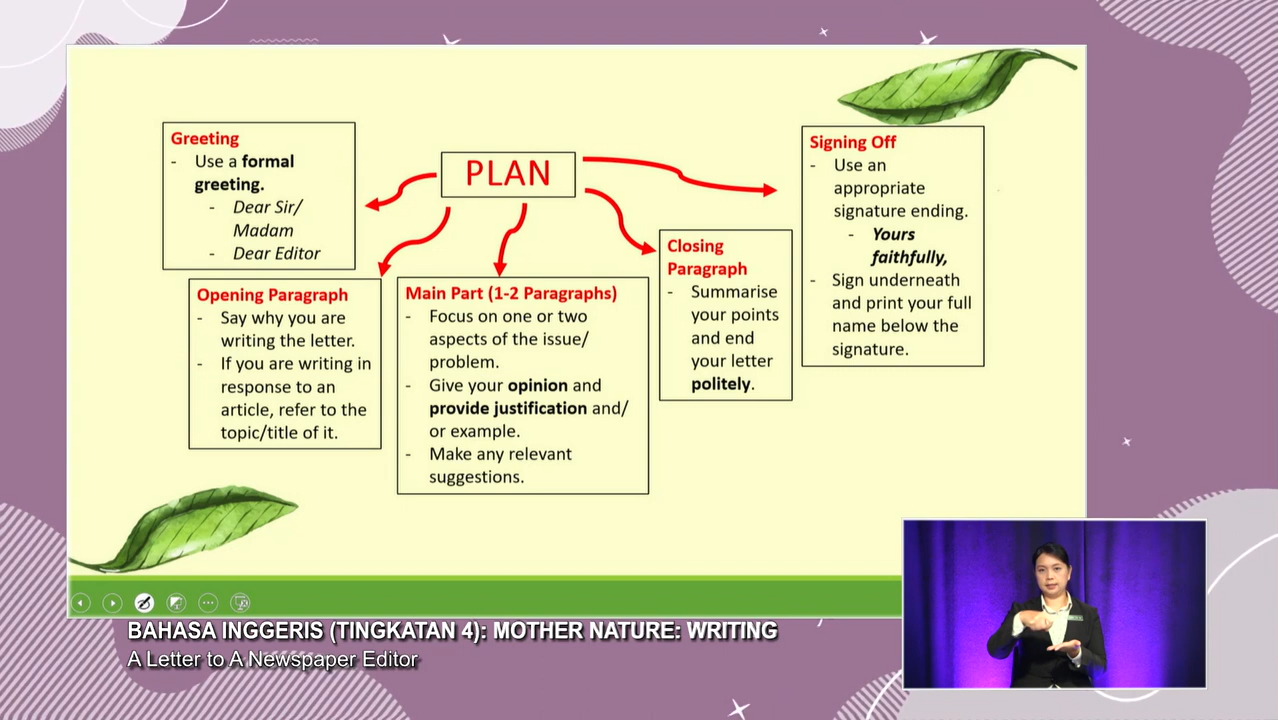 PLAN
Greeting
- Use a formal
greeting.
- Dear Sir/
Madam
- Dear Editor
Opening Paragraph
- Say why you are
writing the letter.
- If you are writing in
response to an
article, refer to the
topic/title of it.
Main Part (1-2 Paragraphs)
- Focus on one or two
aspects of the issue/
problem.
- Give your opinion and
provide justification and/
or example.
- Make any relevant
suggestions.
Closing
Paragraph
- Summarise
your points
and end
your letter
politely.
Signing Off
- Use an
appropriate
signature ending.
- Yours
faithfully,
- Sign underneath
and print your full
name below the
signature.
BAHASA INGGERIS (TINGKATAN 4): MOTHER NATURE: WRITING
A Letter to A Newspaper Editor